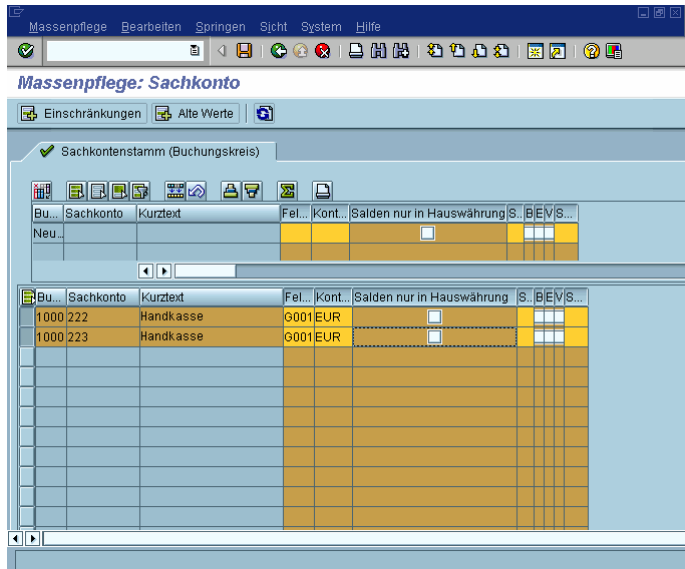 Massenpflege Bearbeiten Springen Sicht System Hilfe
Massenpflege: Sachkonto
Einschränkungen Alte Werte
Sachkontenstamm (Buchungskreis)
Bu... Sachkonto Kurztext Fel... Kont... Salden nur in Hauswährung S.. B E V S...
Neu...
Bu... Sachkonto Kurztext Fel... Kont... Salden nur in Hauswährung S.. B E V S...
1000 222 Handkasse G001 EUR
1000 223 Handkasse G001 EUR